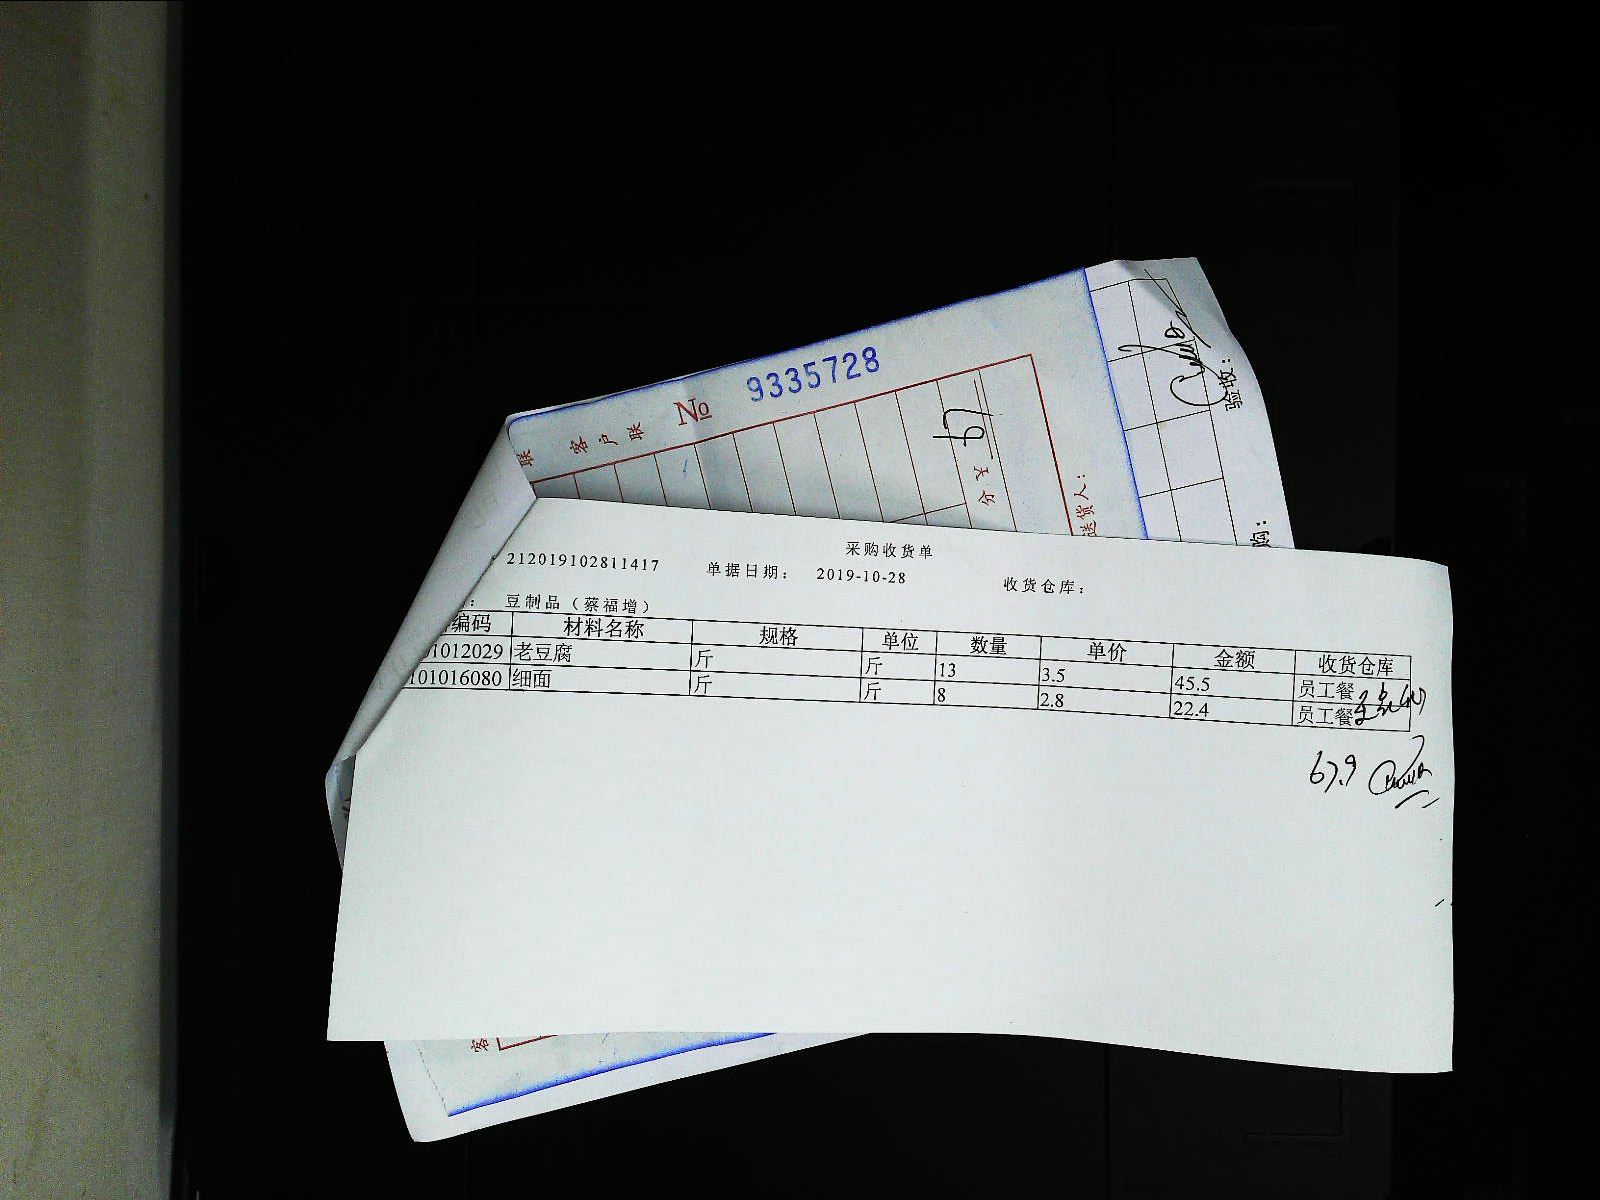 № 9335728
联 客户联
分 ¥ 67
送货人：
验收：
购：
采购收货单
212019102811417 单据日期： 2019-10-28 收货仓库：
： 豆制品（蔡福增）
编码 材料名称 规格 单位 数量 单价 金额 收货仓库
01012029 老豆腐 斤 斤 13 3.5 45.5 员工餐
101016080 细面 斤 斤 8 2.8 22.4 员工餐
67.9
客